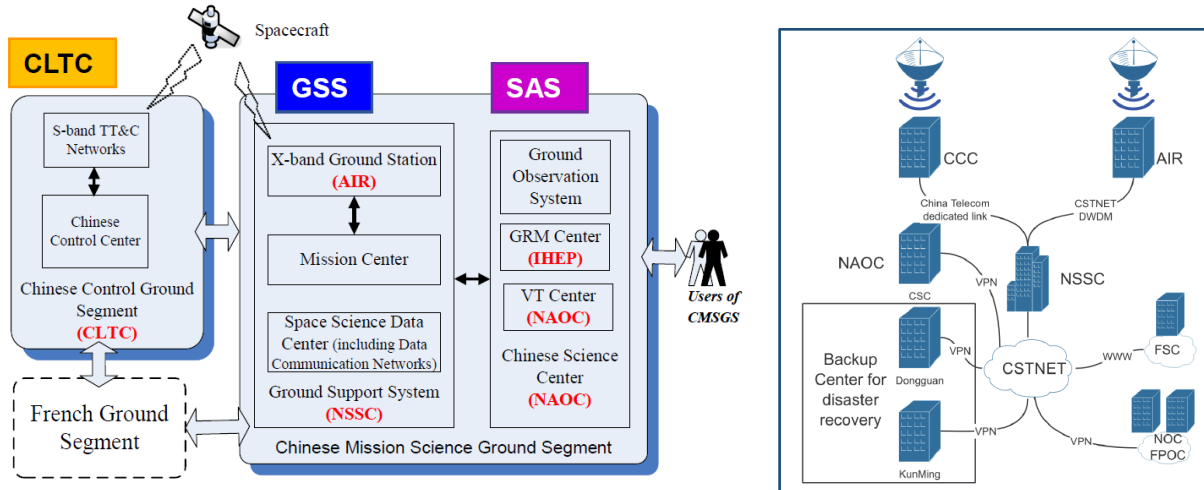 Spacecraft
CLTC
GSS
SAS
S-band TT&C
Networks
Chinese
Control Center
Chinese Control Ground
Segment
(CLTC)
French Ground
Segment
X-band Ground Station
(AIR)
Mission Center
Space Science Data
Center (including Data
Communication Networks)
Ground Support System
(NSSC)
Ground
Observation
System
GRM Center
(IHEP)
VT Center
(NAOC)
Chinese Science
Center
(NAOC)
Chinese Mission Science Ground Segment
Users of
CMSGS
CCC
AIR
China Telecom
dedicated link
CSTNET
DWDM
NAOC
CSC
VPN
NSSC
Backup
Center for
disaster
recovery
Dongguan
VPN
KunMing
VPN
CSTNET
WWW
FSC
VPN
NOC
FPOC